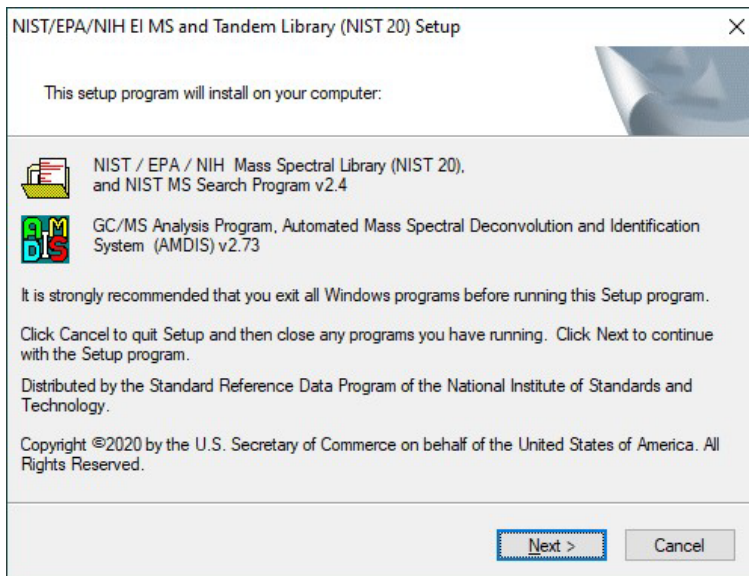 NIST/EPA/NIH EI MS and Tandem Library (NIST 20) Setup
This setup program will install on your computer:
NIST / EPA / NIH Mass Spectral Library (NIST 20),
and NIST MS Search Program v2.4
AMDIS
GC/MS Analysis Program, Automated Mass Spectral Deconvolution and Identification
System (AMDIS) v2.73
It is strongly recommended that you exit all Windows programs before running this Setup program.
Click Cancel to quit Setup and then close any programs you have running. Click Next to continue
with the Setup program.
Distributed by the Standard Reference Data Program of the National Institute of Standards and
Technology.
Copyright ©2020 by the U.S. Secretary of Commerce on behalf of the United States of America. All
Rights Reserved.
Next >
Cancel